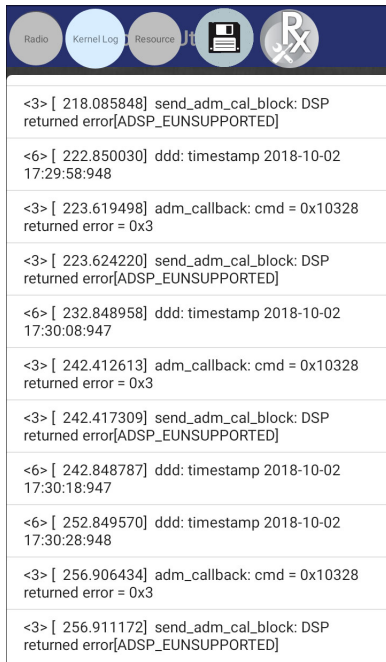 Radio
Kernel Log
Resource
Ut
Rx
<3> [ 218.085848] send_adm_cal_block: DSP
returned error[ADSP_EUNSUPPORTED]
<6> [ 222.850030] ddd: timestamp 2018-10-02
17:29:58:948
<3> [ 223.619498] adm_callback: cmd = 0x10328
returned error = 0x3
<3> [ 223.624220] send_adm_cal_block: DSP
returned error[ADSP_EUNSUPPORTED]
<6> [ 232.848958] ddd: timestamp 2018-10-02
17:30:08:947
<3> [ 242.412613] adm_callback: cmd = 0x10328
returned error = 0x3
<3> [ 242.417309] send_adm_cal_block: DSP
returned error[ADSP_EUNSUPPORTED]
<6> [ 242.848787] ddd: timestamp 2018-10-02
17:30:18:947
<6> [ 252.849570] ddd: timestamp 2018-10-02
17:30:28:948
<3> [ 256.906434] adm_callback: cmd = 0x10328
returned error = 0x3
<3> [ 256.911172] send_adm_cal_block: DSP
returned error[ADSP_EUNSUPPORTED]